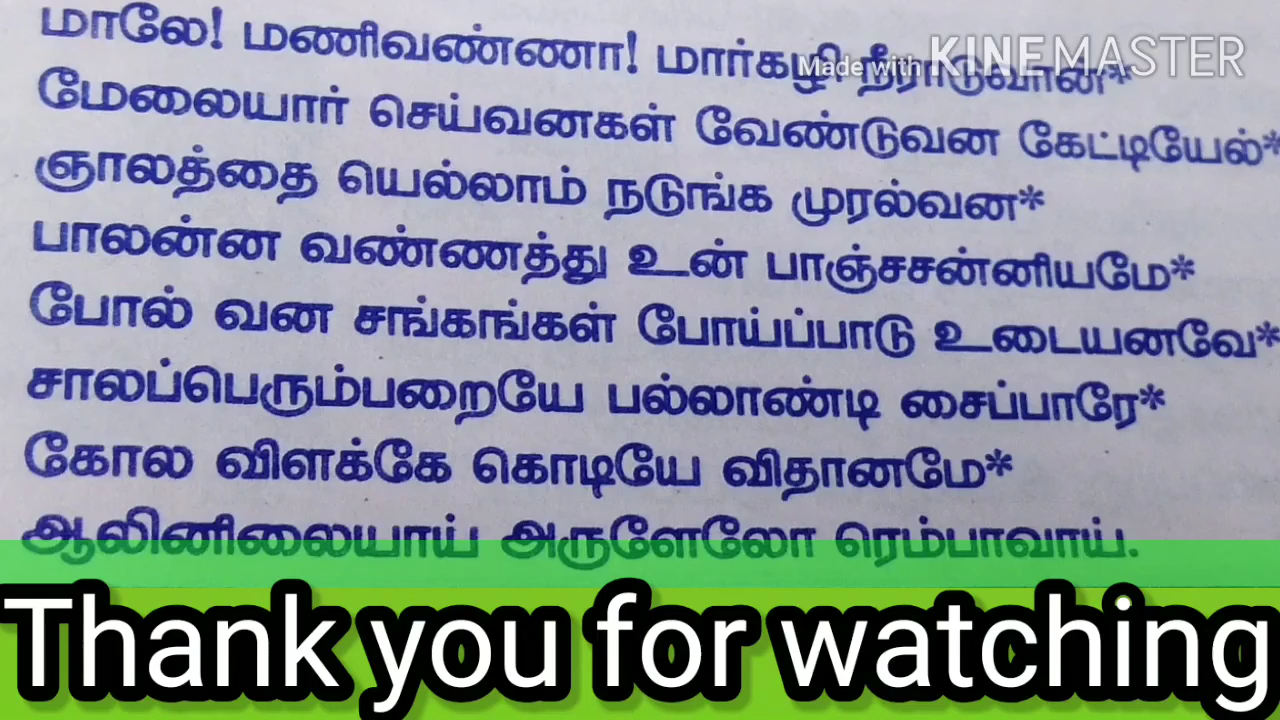 மாலே! மணிவண்ணா! மார்கழி நீராடுவான்*
Made with KINEMASTER
மேலையார் செய்வனகள் வேண்டுவன கேட்டியேல்*
ஞாலத்தை யெல்லாம் நடுங்க முரல்வன*
பாலன்ன வண்ணத்து உன் பாஞ்சசன்னியமே*
போல் வன சங்கங்கள் போய்ப்பாடு உடையனவே*
சாலப்பெரும்பறையே பல்லாண்டி சைப்பாரே*
கோல விளக்கே கொடியே விதானமே*
ஆலினிலையாய் அருளேலோ ரெம்பாவாய்.
Thank you for watching